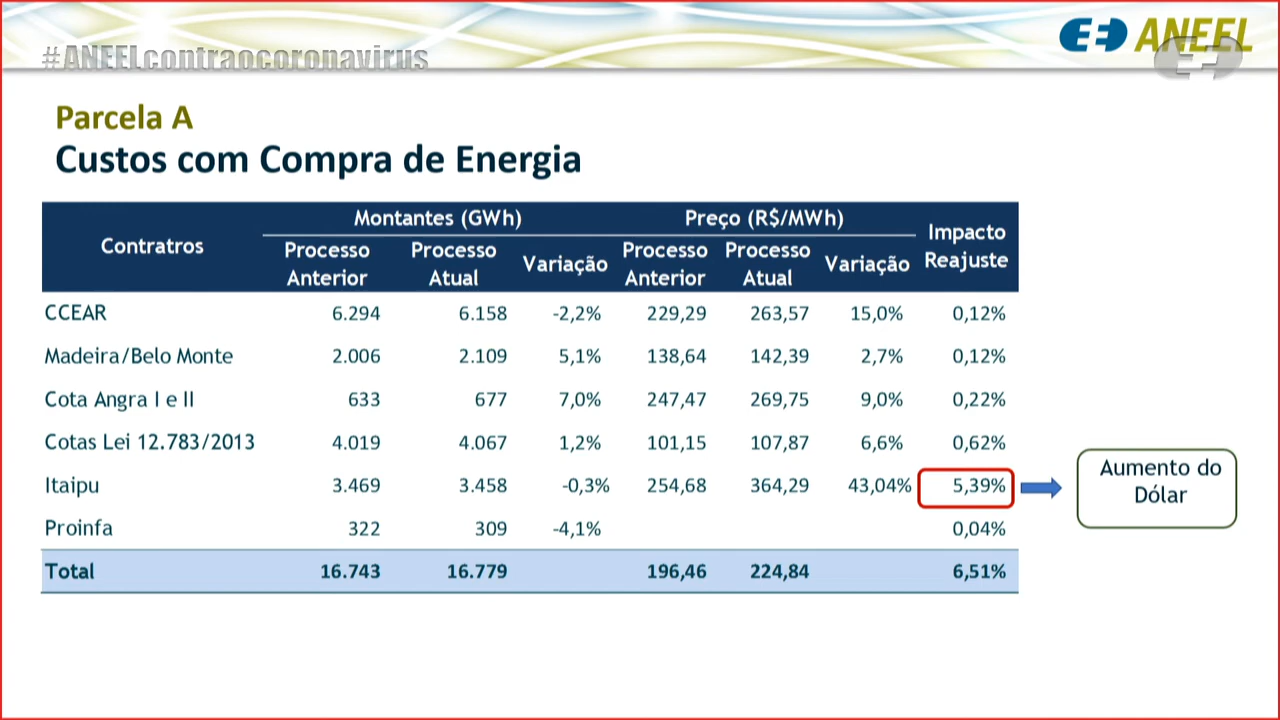 #ANEELcontraocoronavirus
ANEEL
Parcela A
Custos com Compra de Energia
Contratros Montantes (GWh) Preço (R$/MWh) Impacto Reajuste
Processo Anterior Processo Atual Variação Processo Anterior Processo Atual Variação
CCEAR 6.294 6.158 -2,2% 229,29 263,57 15,0% 0,12%
Madeira/Belo Monte 2.006 2.109 5,1% 138,64 142,39 2,7% 0,12%
Cota Angra I e II 633 677 7,0% 247,47 269,75 9,0% 0,22%
Cotas Lei 12.783/2013 4.019 4.067 1,2% 101,15 107,87 6,6% 0,62%
Itaipu 3.469 3.458 -0,3% 254,68 364,29 43,04% 5,39%
Aumento do
Dólar
Proinfa 322 309 -4,1% 0,04%
Total 16.743 16.779 196,46 224,84 6,51%